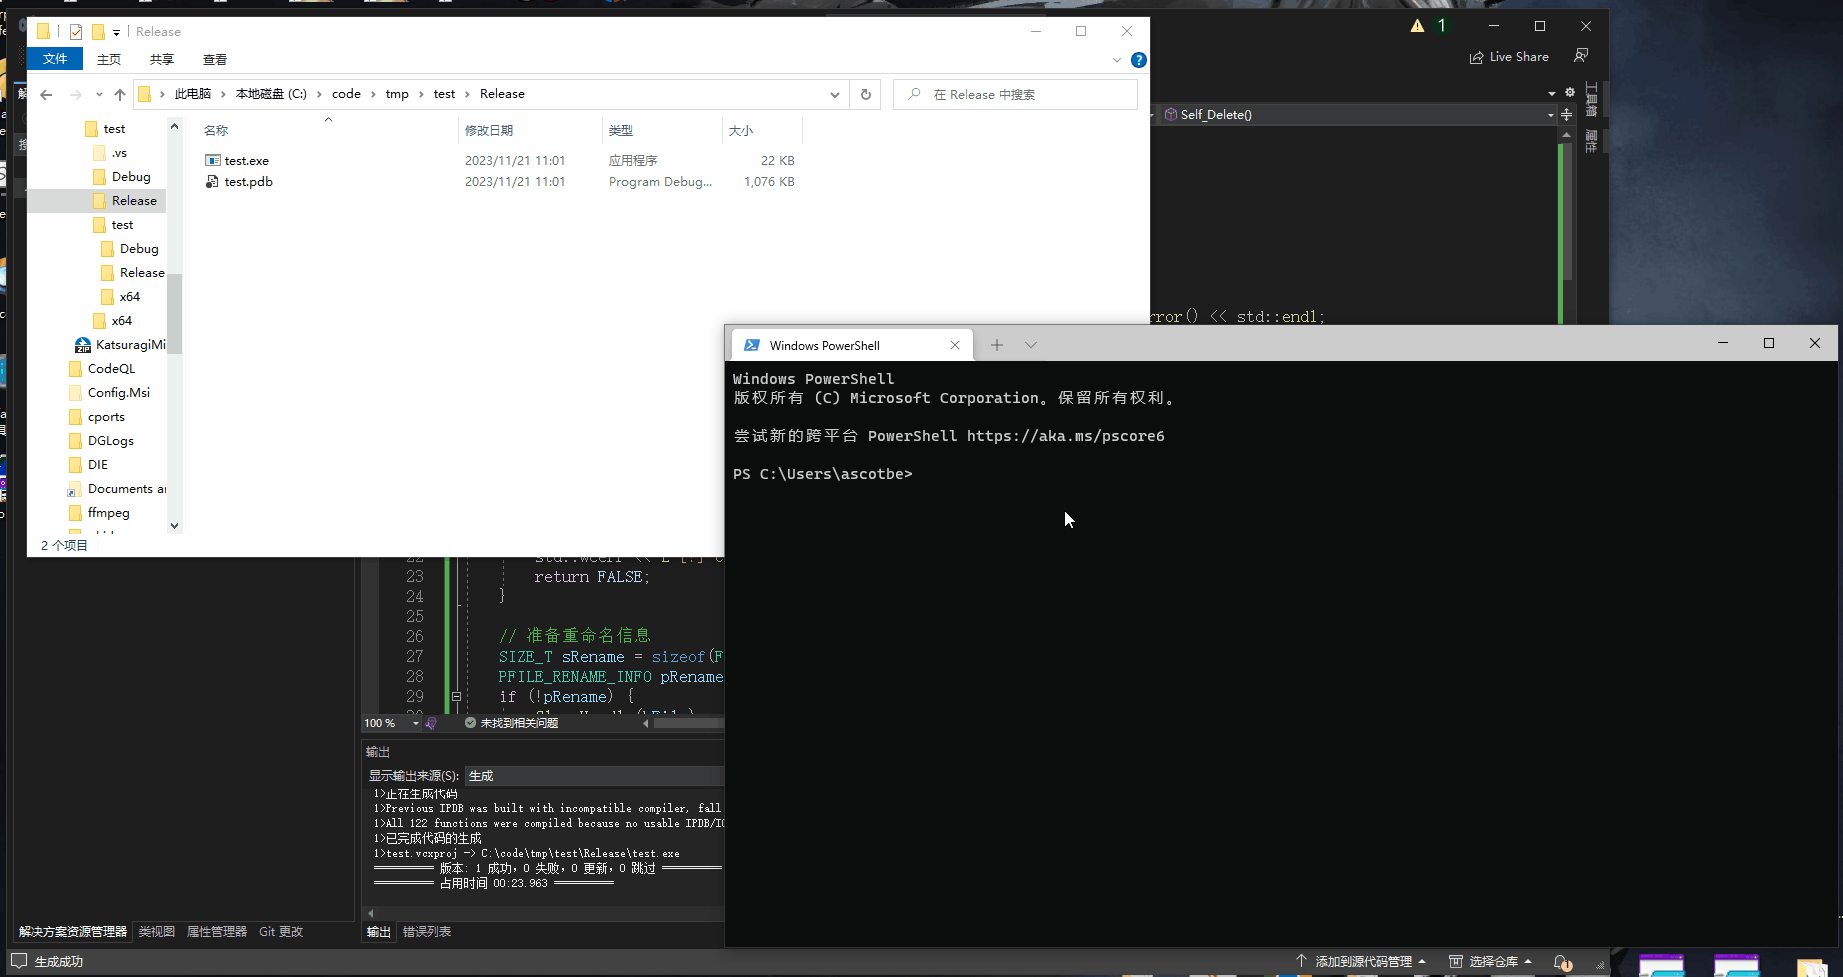 Release
文件 主页 共享 查看
此电脑 本地磁盘 (C:) code tmp test Release
在 Release 中搜索
名称 修改日期 类型 大小
test.exe 2023/11/21 11:01 应用程序 22 KB
test.pdb 2023/11/21 11:01 Program Debug... 1,076 KB
test
.vs
Debug
Release
test
Debug
Release
x64
x64
KatsuragiMi
CodeQL
Config.Msi
cports
DGLogs
DIE
Documents a
ffmpeg
2 个项目
1
Live Share
Self_Delete()
工具箱
属性
rror() << std::endl;
Windows PowerShell
Windows PowerShell
版权所有 (C) Microsoft Corporation。保留所有权利。
尝试新的跨平台 PowerShell https://aka.ms/pscore6
PS C:\Users\ascotbe>
23 return FALSE;
24 }
25
26 // 准备重命名信息
27 SIZE_T sRename = sizeof(F
28 PFILE_RENAME_INFO pRename
29 if (!pRename) {
100 % 未找到相关问题
输出
显示输出来源(S): 生成
1>正在生成代码
1>Previous IPDB was built with incompatible compiler, fall
1>All 122 functions were compiled because no usable IPDB/IO
1>已完成代码的生成
1>test.vcxproj -> C:\code\tmp\test\Release\test.exe
========== 版本: 1 成功，0 失败，0 更新，0 跳过 ==========
========== 占用时间 00:23.963 ==========
解决方案资源管理器 类视图 属性管理器 Git 更改
输出 错误列表
生成成功
添加到源代码管理 选择仓库 1